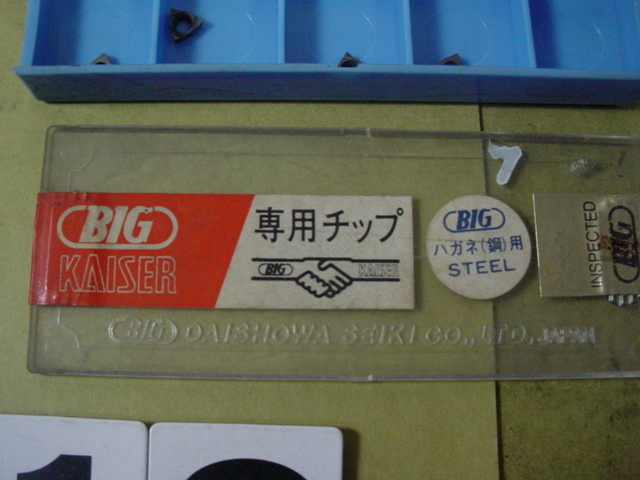 BIG
KAISER
専用チップ
BIG KAISER
BIG
ハガネ(鋼)用
STEEL
INSPECTED
BIG
BIG DAISHOWA SEIKI CO., LTD. JAPAN